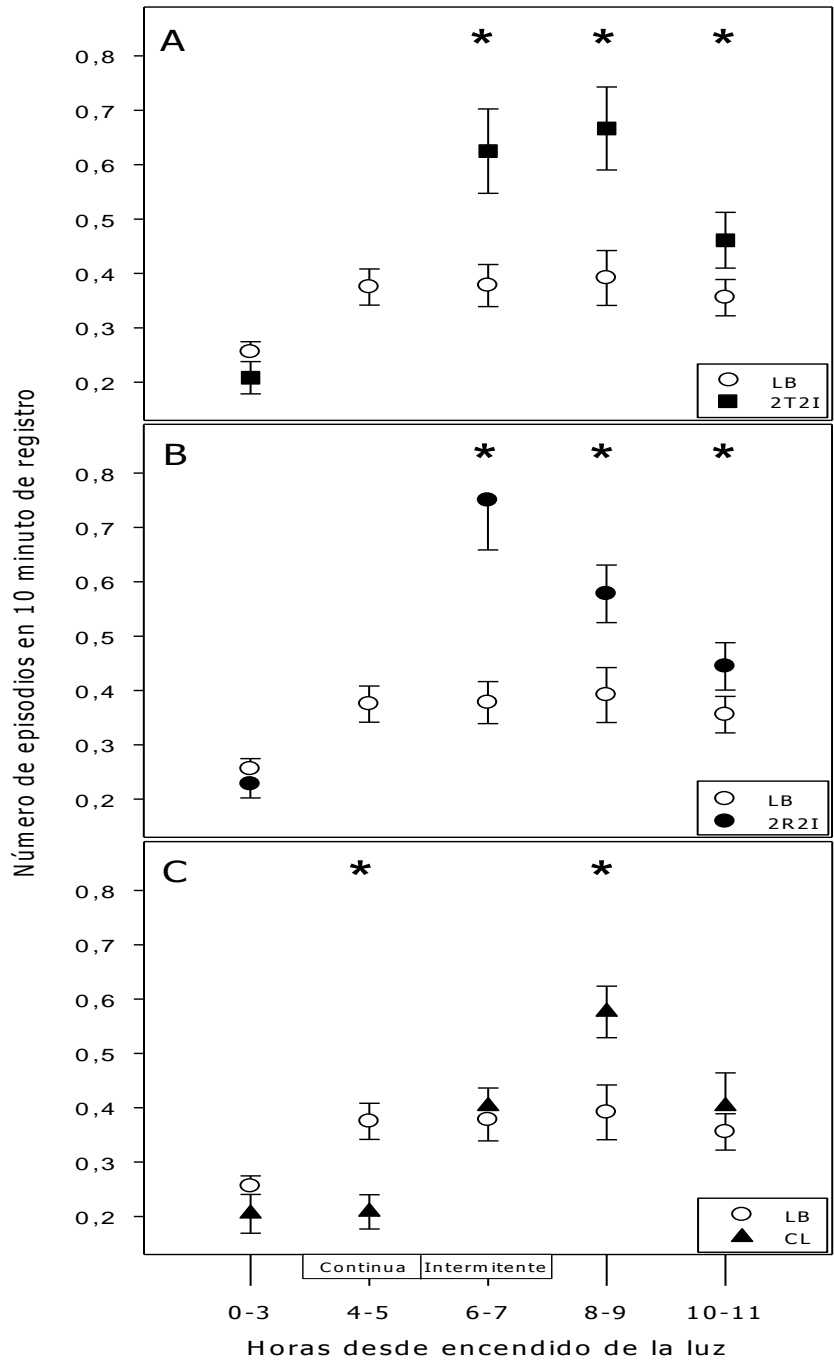 Número de episodios en 10 minuto de registro
A
*
*
*
0,8
0,7
0,6
0,5
0,4
0,3
0,2
LB
2T2I
B
*
*
*
0,8
0,7
0,6
0,5
0,4
0,3
0,2
LB
2R2I
C
*
*
0,8
0,7
0,6
0,5
0,4
0,3
0,2
LB
CL
Continua Intermitente
0-3 4-5 6-7 8-9 10-11
Horas desde encendido de la luz